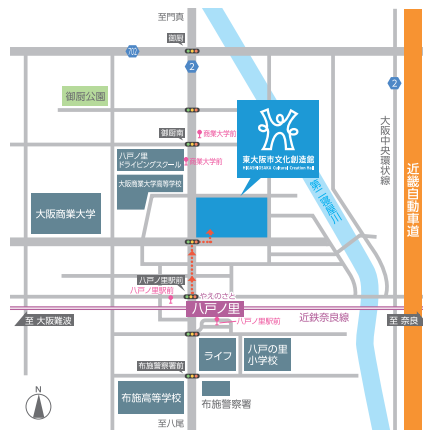 至門真
御厨
702
2
2
御厨公園
御厨南
商業大学前
八戸ノ里
ドライビングスクール
商業大学前
大阪商業大学高等学校
大阪商業大学
東大阪市文化創造館
HIGASHIOSAKA Cultural Creation Hall
大阪中央環状線
近畿自動車道
第二寝屋川
八戸ノ里駅前
八戸ノ里駅前
やえのさと
八戸ノ里
八戸ノ里駅前
近鉄奈良線
至 大阪難波
至 奈良
ライフ
八戸の里
小学校
布施警察署前
布施高等学校
布施警察署
至八尾
N